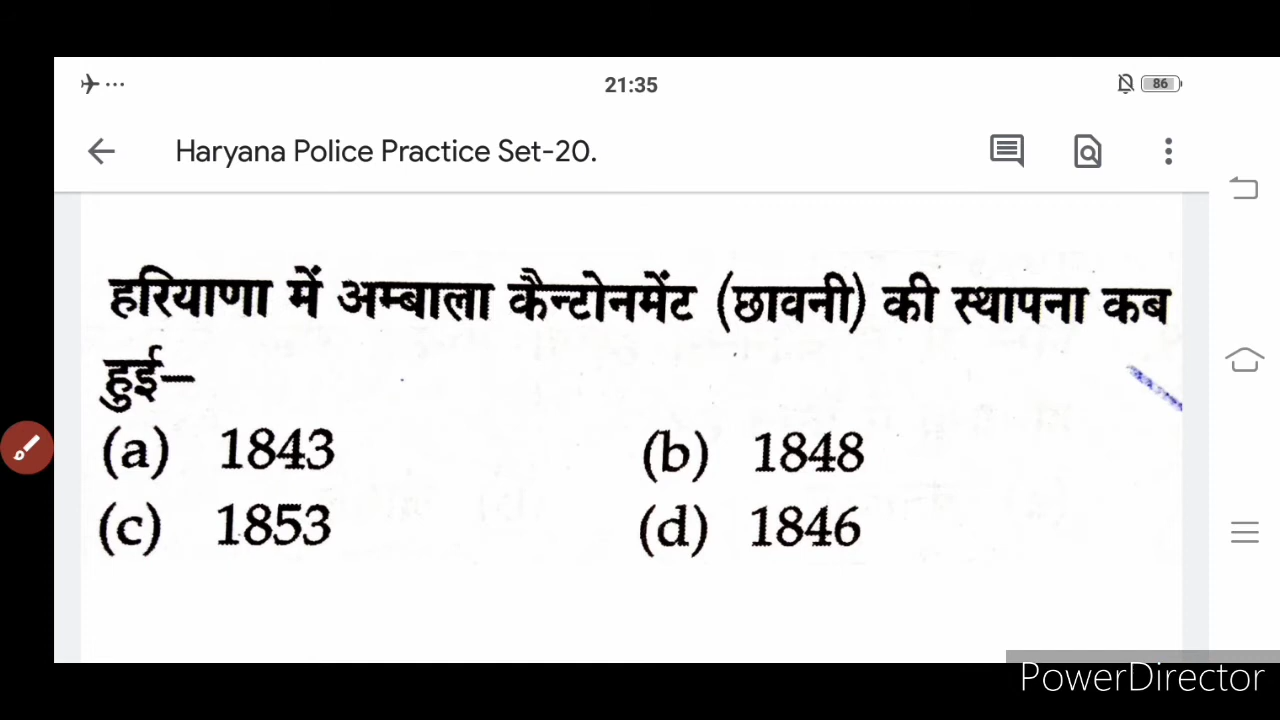 21:35
86
Haryana Police Practice Set-20.
हरियाणा में अम्बाला कैन्टोनमेंट (छावनी) की स्थापना कब
हुई–
(a) 1843 (b) 1848
(c) 1853 (d) 1846
PowerDirector